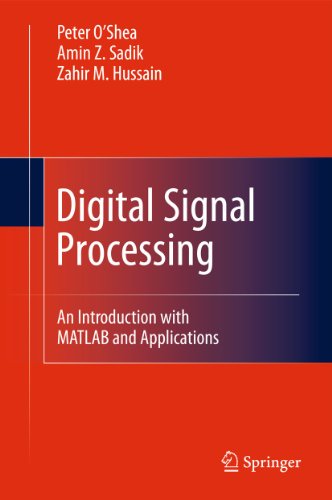 Peter O'Shea
Amin Z. Sadik
Zahir M. Hussain
Digital Signal
Processing
An Introduction with
MATLAB and Applications
Springer